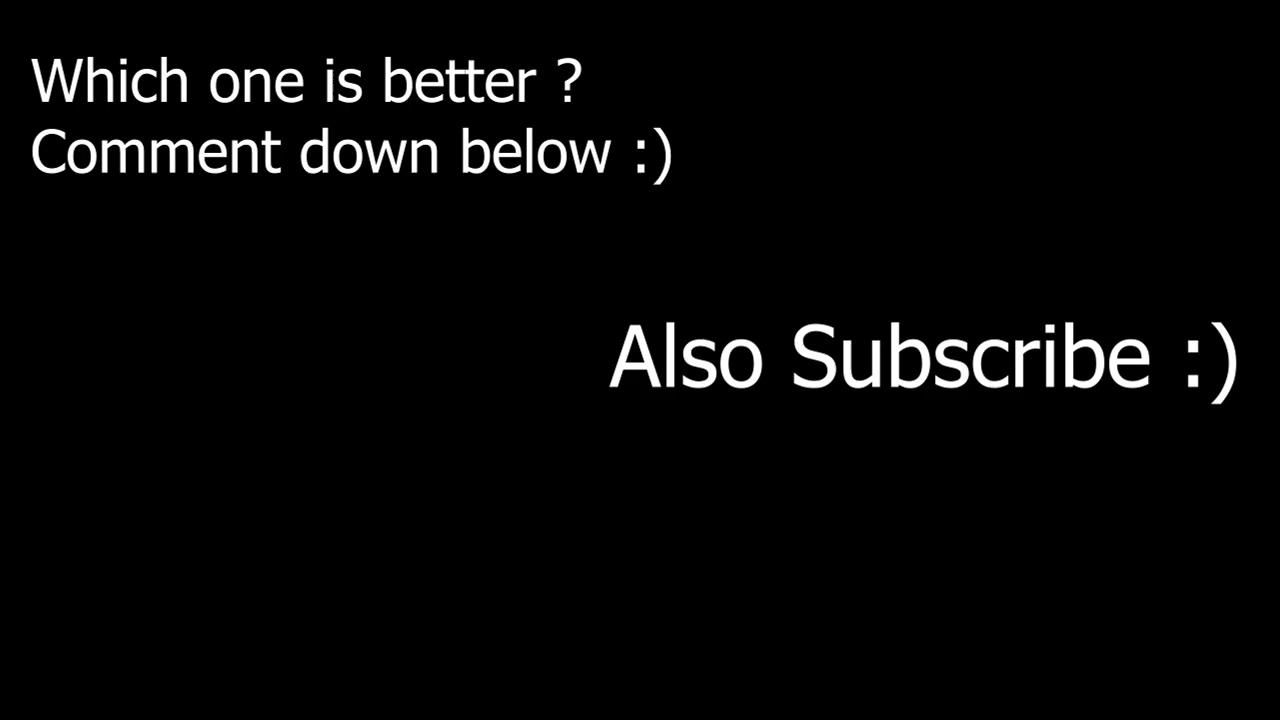 Which one is better ?
Comment down below :)
Also Subscribe :)